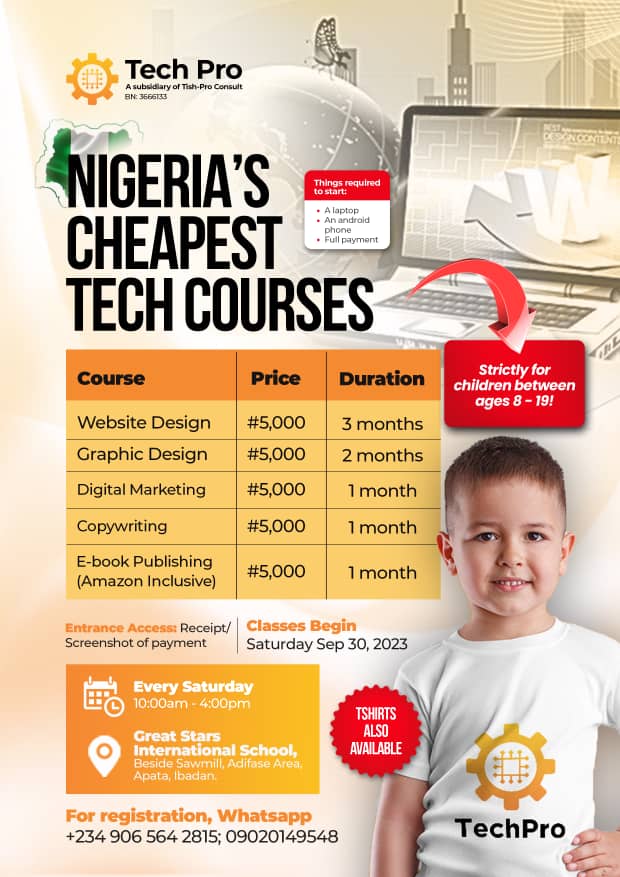 Tech Pro
A subsidiary of Tish-Pro Consult
BN: 3666133
NIGERIA'S
CHEAPEST
TECH COURSES
Things required
to start:
• A laptop
• An android
phone
• Full payment
BEST
DESIGN CONTENTS
W
Strictly for
children between
ages 8 - 19!
Course Price Duration
Website Design #5,000 3 months
Graphic Design #5,000 2 months
Digital Marketing #5,000 1 month
Copywriting #5,000 1 month
E-book Publishing
(Amazon Inclusive) #5,000 1 month
Entrance Access: Receipt/
Screenshot of payment
Classes Begin
Saturday Sep 30, 2023
Every Saturday
10:00am - 4:00pm
Great Stars
International School,
Beside Sawmill, Adifase Area,
Apata, Ibadan.
TSHIRTS
ALSO
AVAILABLE
TechPro
For registration, Whatsapp
+234 906 564 2815; 09020149548